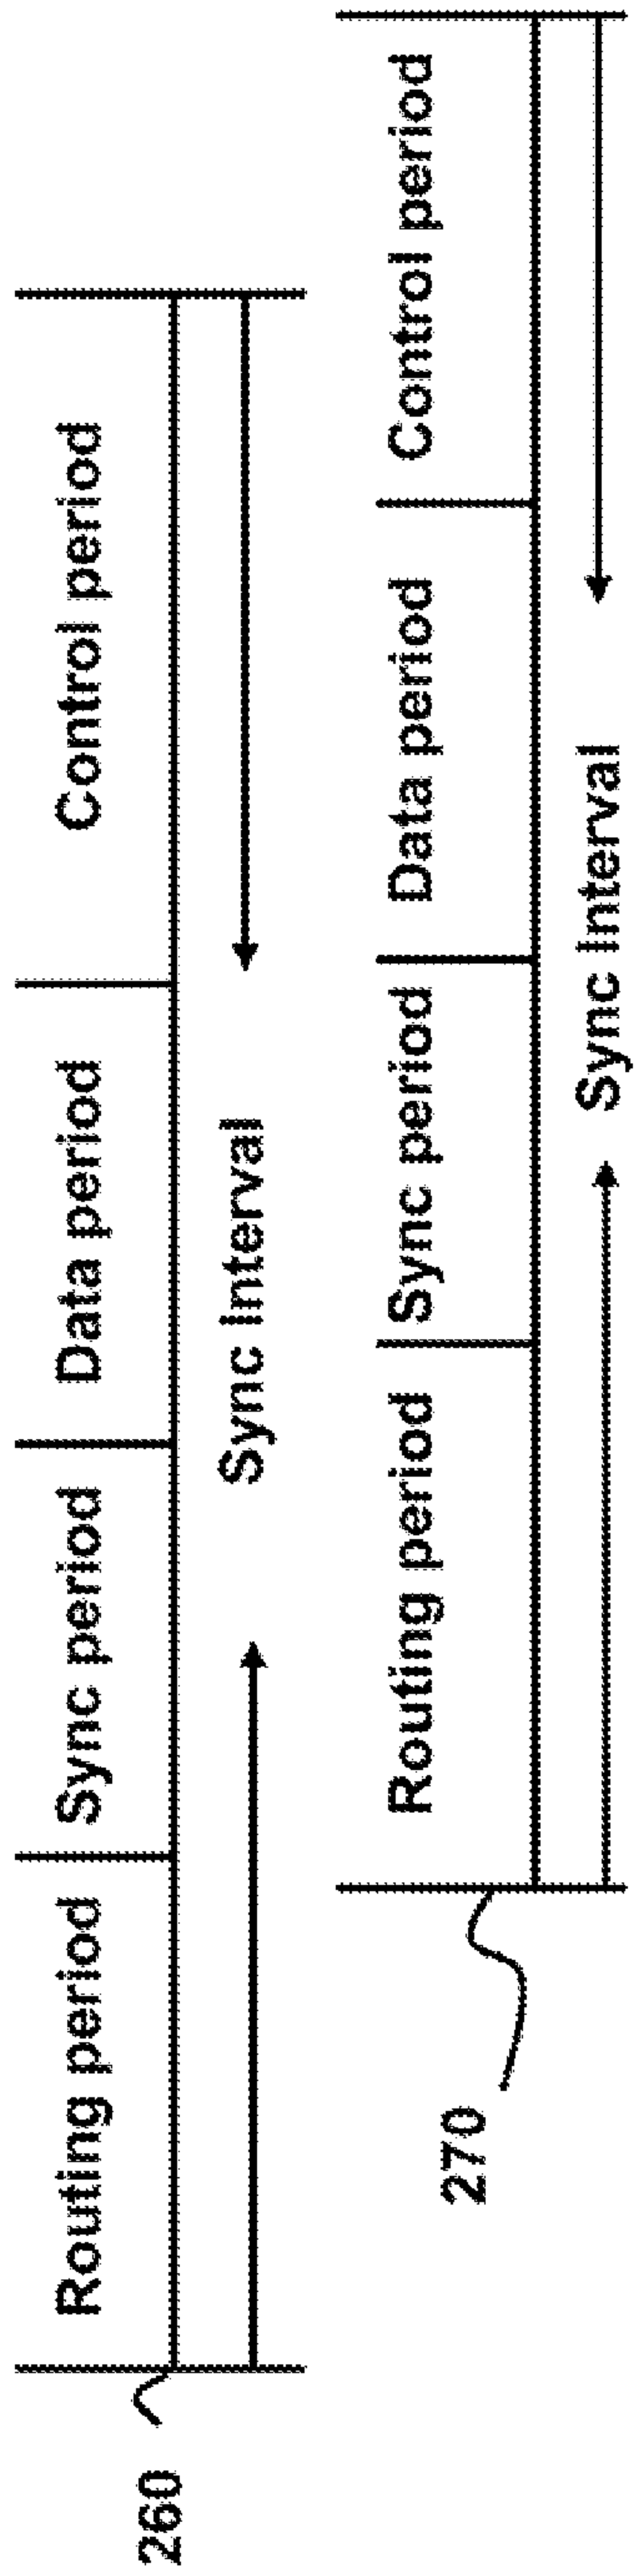 Routing period
Sync period
Data period
Control period
Sync Interval
260
Routing period
Sync period
Data period
Control period
Sync Interval
270